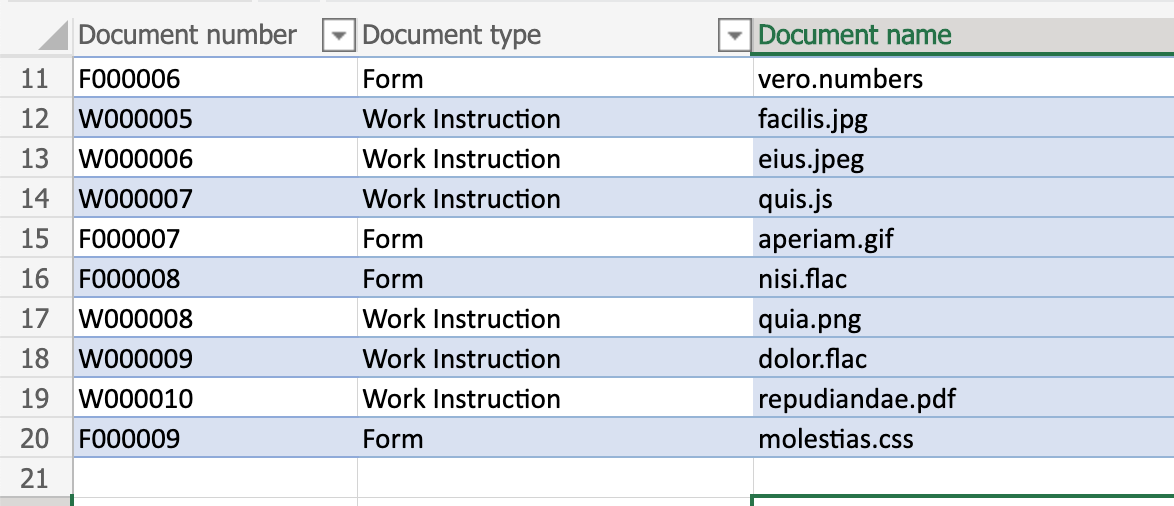 Document number Document type Document name
11 F000006 Form vero.numbers
12 W000005 Work Instruction facilis.jpg
13 W000006 Work Instruction eius.jpeg
14 W000007 Work Instruction quis.js
15 F000007 Form aperiam.gif
16 F000008 Form nisi.flac
17 W000008 Work Instruction quia.png
18 W000009 Work Instruction dolor.flac
19 W000010 Work Instruction repudiandae.pdf
20 F000009 Form molestias.css
21